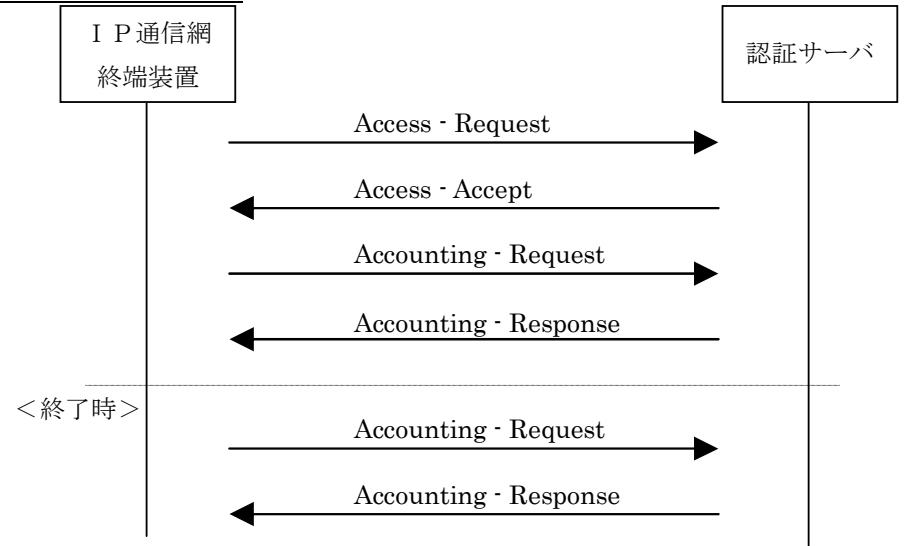 ＩＰ通信網
終端装置
認証サーバ
Access - Request
Access - Accept
Accounting - Request
Accounting - Response
＜終了時＞
Accounting - Request
Accounting - Response